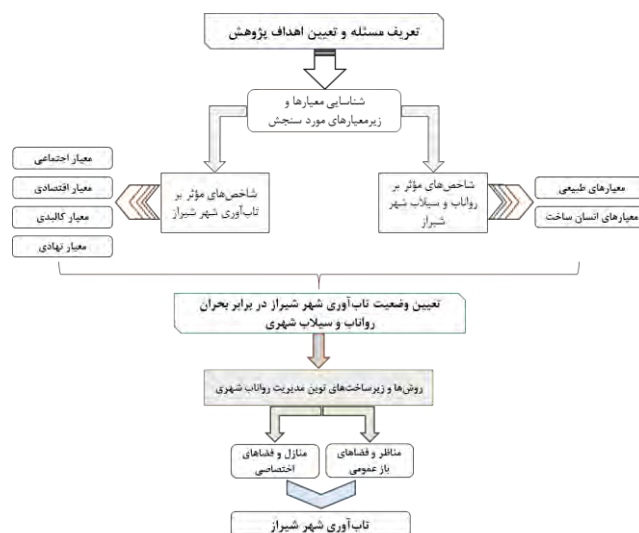 تعریف مسئله و تعیین اهداف پژوهش
شناسایی معیارها و
زیرمعیارهای مورد سنجش
شاخص‌های مؤثر بر
رواناب و سیلاب شهر
شیراز
معیارهای طبیعی
معیارهای انسان ساخت
شاخص‌های مؤثر بر
تاب‌آوری شهر شیراز
معیار اجتماعی
معیار اقتصادی
معیار کالبدی
معیار نهادی
تعیین وضعیت تاب‌آوری شهر شیراز در برابر بحران
رواناب و سیلاب شهری
روش‌ها و زیرساخت‌های نوین مدیریت رواناب شهری
مناظر و فضاهای
باز عمومی
منازل و فضاهای
اختصاصی
تاب‌آوری شهر شیراز